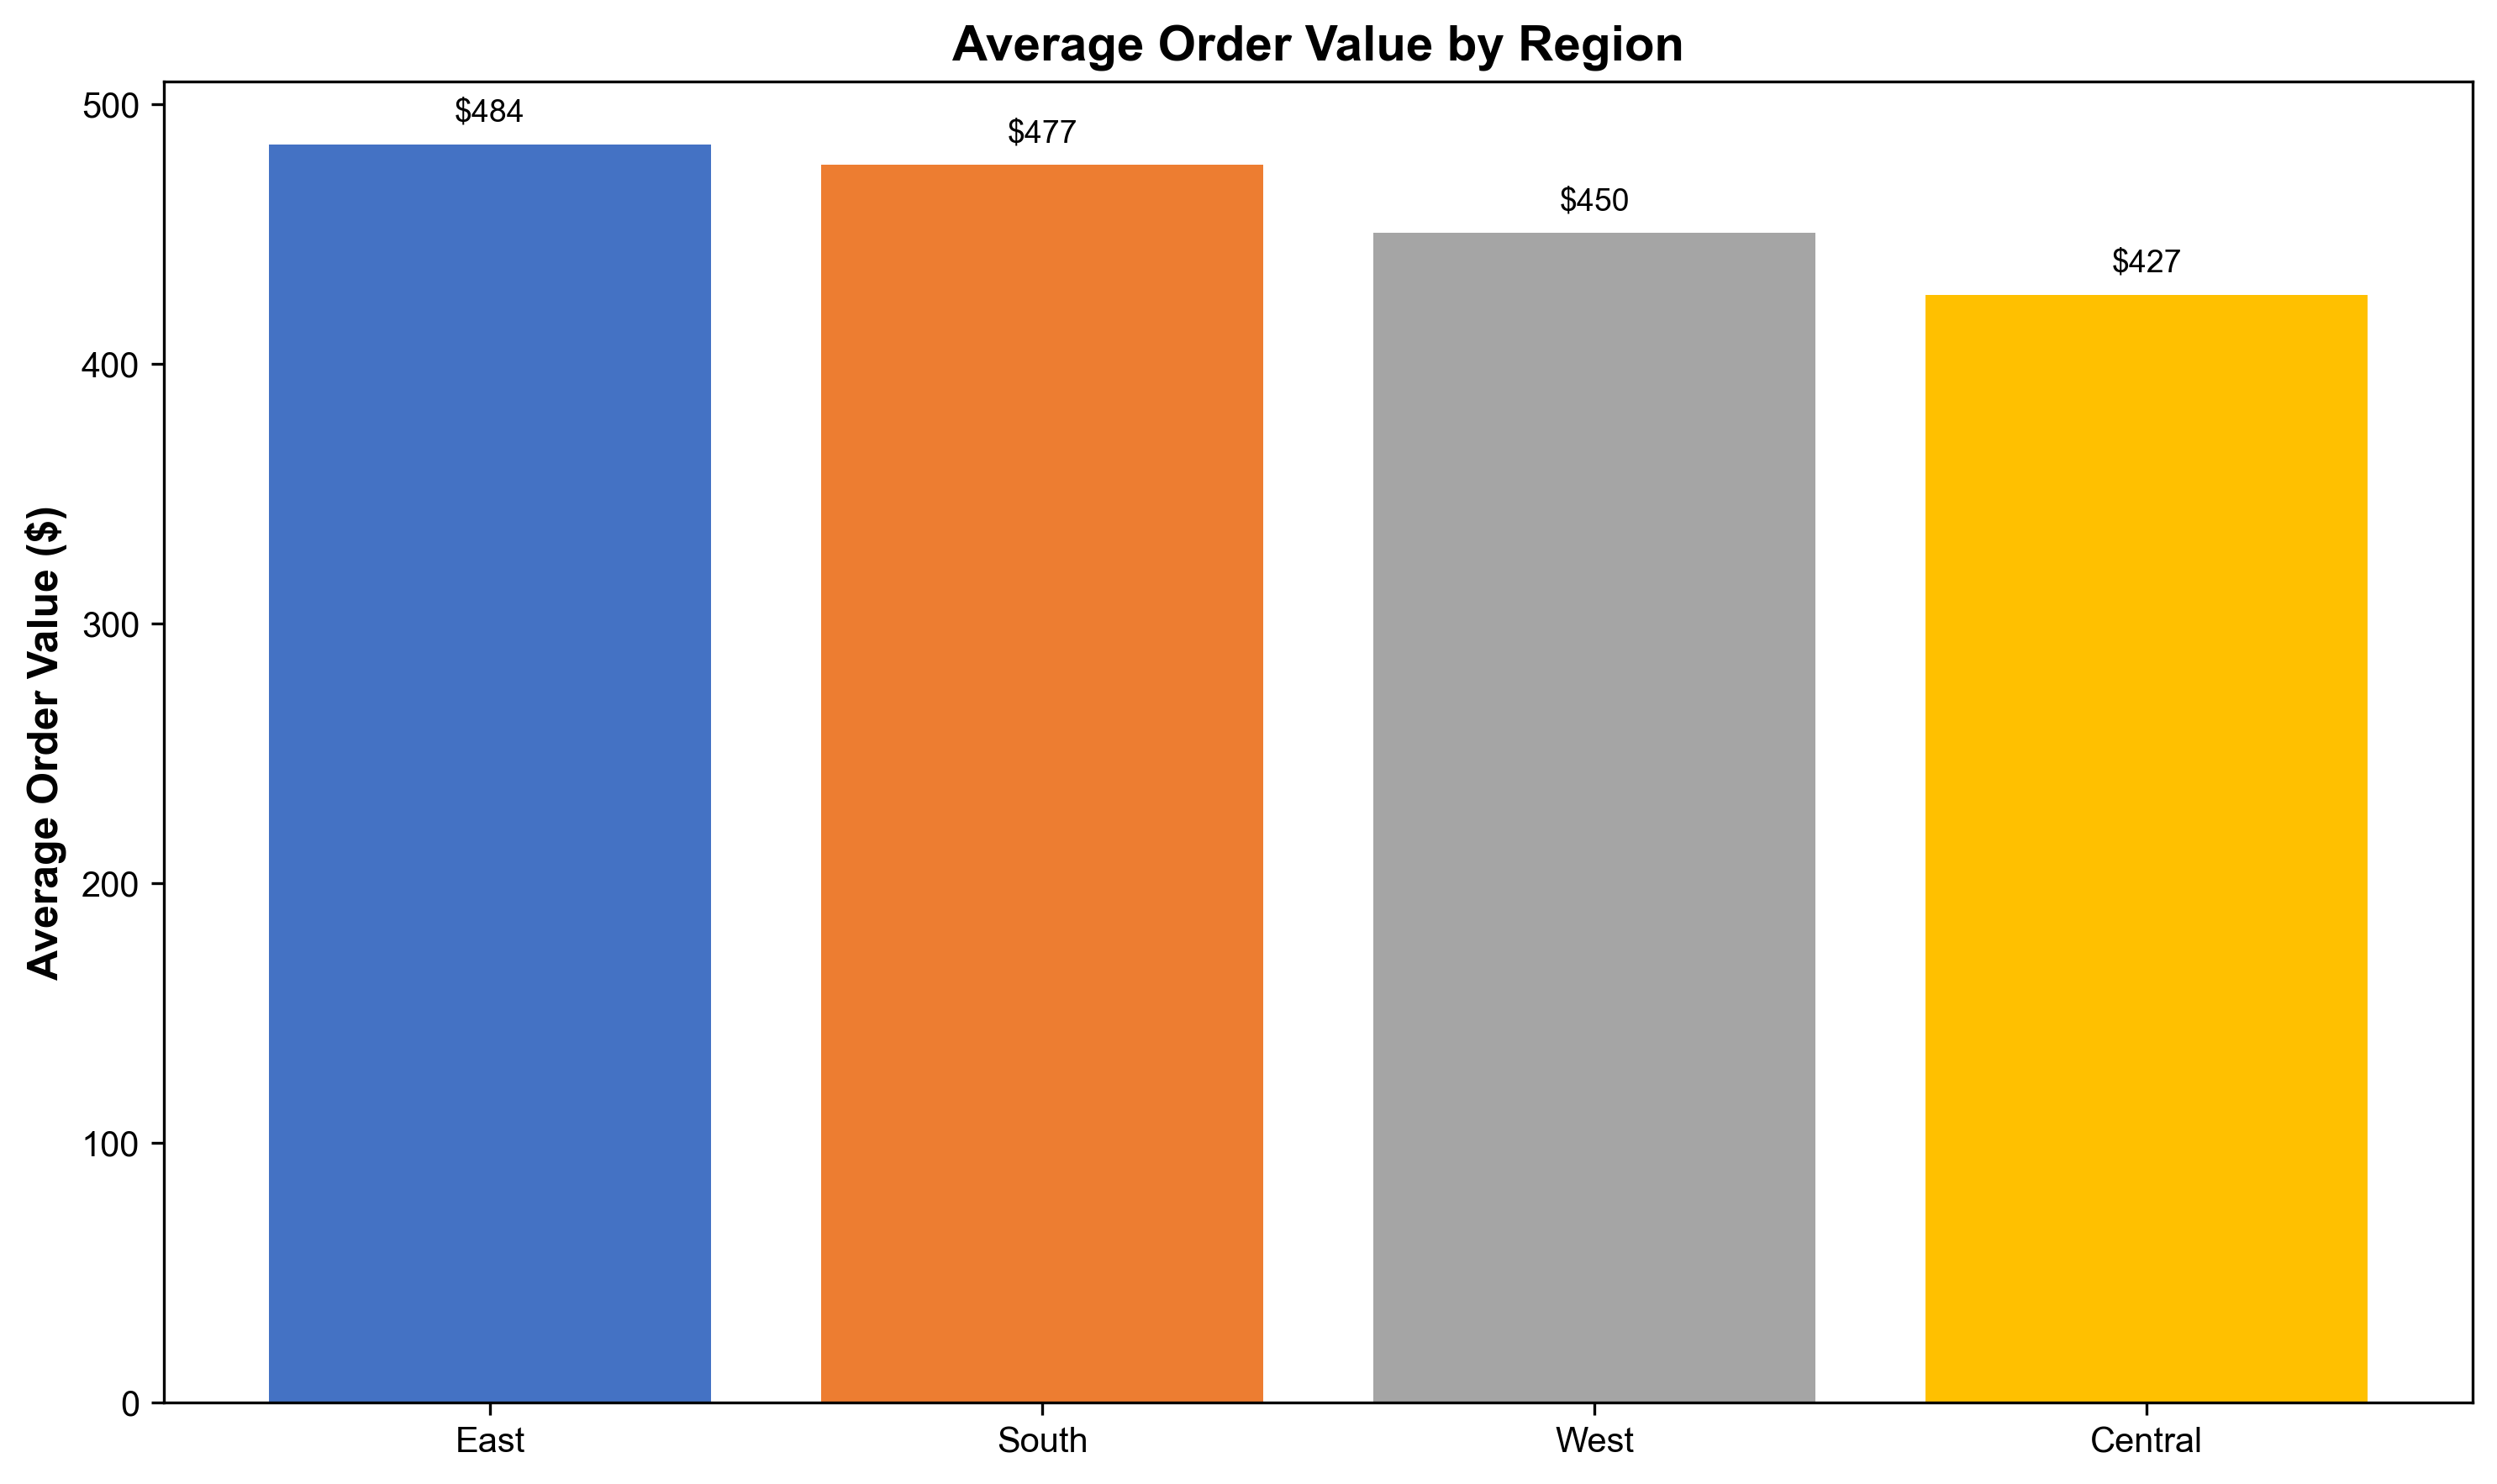 Average Order Value by Region
Average Order Value ($)
500
400
300
200
100
0
$484
$477
$450
$427
East
South
West
Central